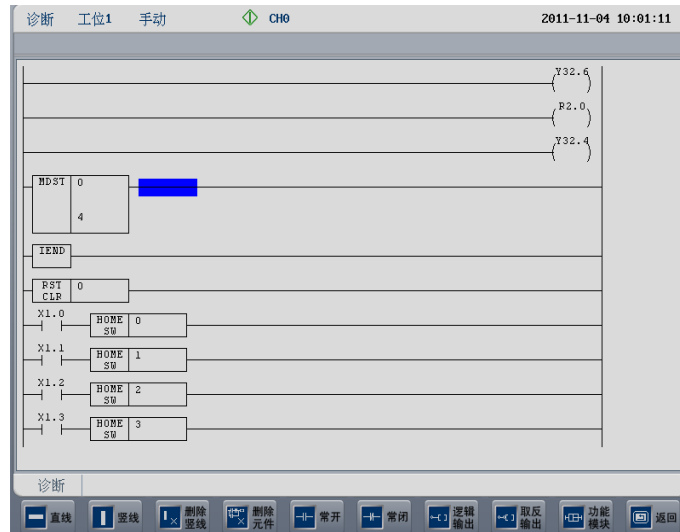 诊断 工位1 手动 CH0 2011-11-04 10:01:11
Y32.6
R2.0
Y32.4
MDST 0
4
IEND
RST 0
CLR
X1.0
HOME 0
SW
X1.1
HOME 1
SW
X1.2
HOME 2
SW
X1.3
HOME 3
SW
诊断
直线 竖线 删除竖线 删除元件 常开 常闭 逻辑输出 取反输出 功能模块 返回